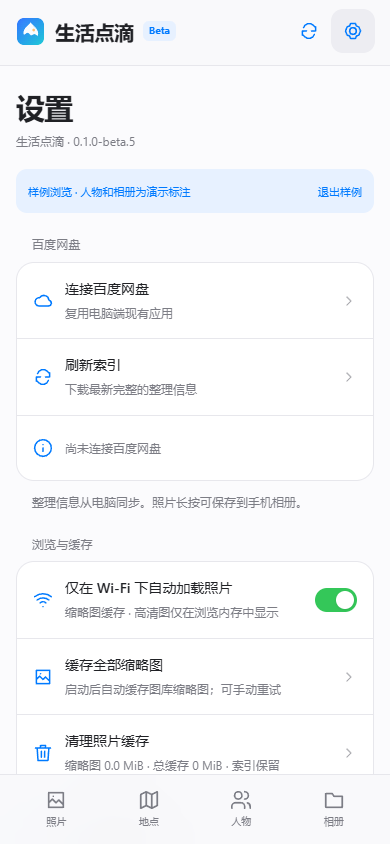 生活点滴 Beta
设置
生活点滴 · 0.1.0-beta.5
样例浏览 · 人物和相册为演示标注 退出样例
百度网盘
连接百度网盘
复用电脑端现有应用
刷新索引
下载最新完整的整理信息
尚未连接百度网盘
整理信息从电脑同步。照片长按可保存到手机相册。
浏览与缓存
仅在 Wi-Fi 下自动加载照片
缩略图缓存 · 高清图仅在浏览内存中显示
缓存全部缩略图
启动后自动缓存图库缩略图；可手动重试
清理照片缓存
缩略图 0.0 MiB · 总缓存 0 MiB · 索引保留
照片 地点 人物 相册